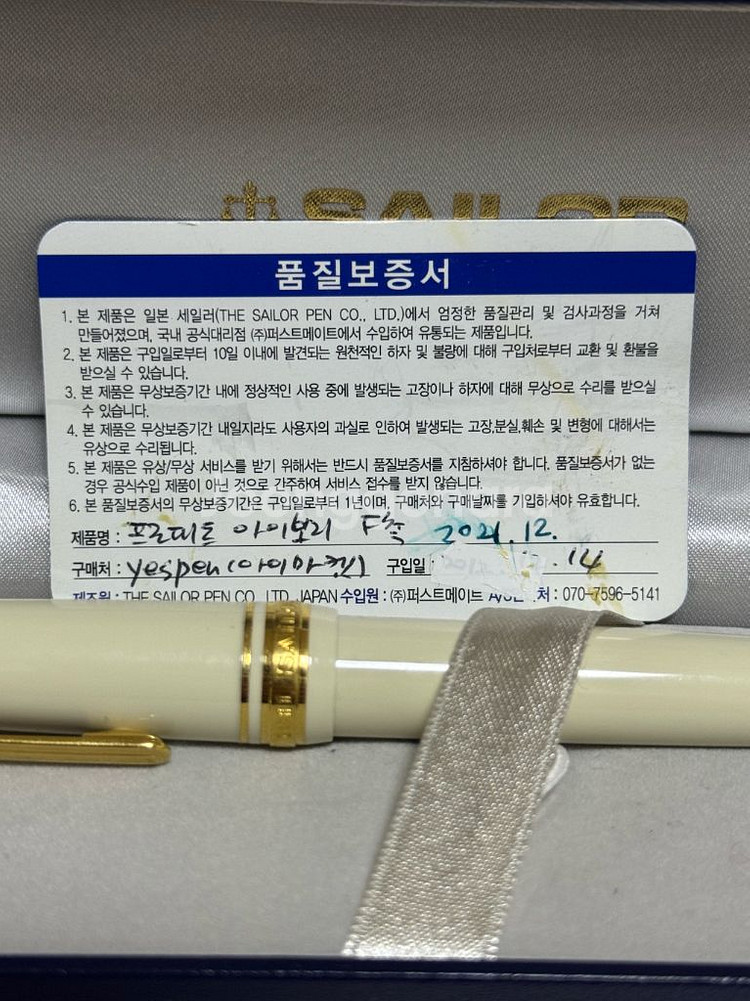 SAILOR
품질보증서
1. 본 제품은 일본 세일러(THE SAILOR PEN CO., LTD.)에서 엄정한 품질관리 및 검사과정을 거쳐
만들어졌으며, 국내 공식대리점 (주)퍼스트메이트에서 수입하여 유통되는 제품입니다.
2. 본 제품은 구입일로부터 10일 이내에 발견되는 원천적인 하자 및 불량에 대해 구입처로부터 교환 및 환불을
받으실 수 있습니다.
3. 본 제품은 무상보증기간 내에 정상적인 사용 중에 발생되는 고장이나 하자에 대해 무상으로 수리를 받으실
수 있습니다.
4. 본 제품은 무상보증기간 내일지라도 사용자의 과실로 인하여 발생되는 고장,분실,훼손 및 변형에 대해서는
유상으로 수리됩니다.
5. 본 제품은 유상/무상 서비스를 받기 위해서는 반드시 품질보증서를 지참하셔야 합니다. 품질보증서가 없는
경우 공식수입 제품이 아닌 것으로 간주하여 서비스 접수를 받지 않습니다.
6. 본 품질보증서의 무상보증기간은 구입일로부터 1년이며, 구매처와 구매날짜를 기입하셔야 유효합니다.
제품명 : 프로피트 아이보리 F촉 2021.12.
구매처 : yespen(아이마켓) 구입일 . 14
제조원 : THE SAILOR PEN CO., LTD. JAPAN 수입원 : (주)퍼스트메이트 처 : 070-7596-5141